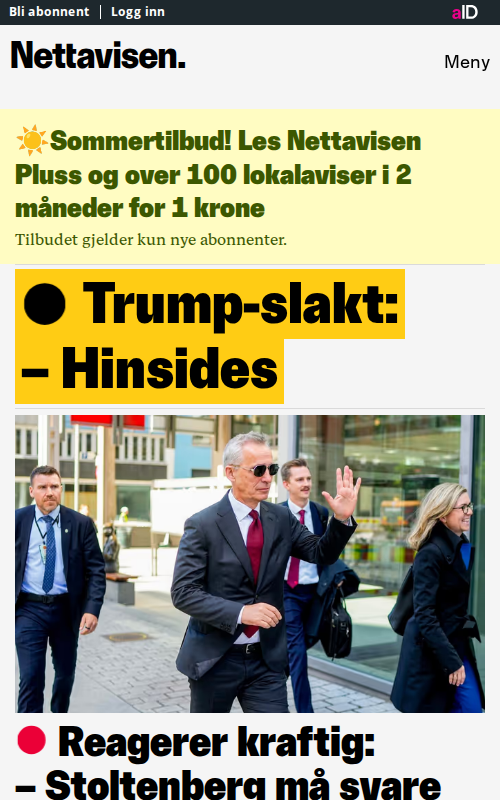 Bli abonnent | Logg inn
aID
Nettavisen.
Meny
☀️Sommertilbud! Les Nettavisen
Pluss og over 100 lokalaviser i 2
måneder for 1 krone
Tilbudet gjelder kun nye abonnenter.
Trump-slakt:
– Hinsides
Reagerer kraftig:
– Stoltenberg må svare